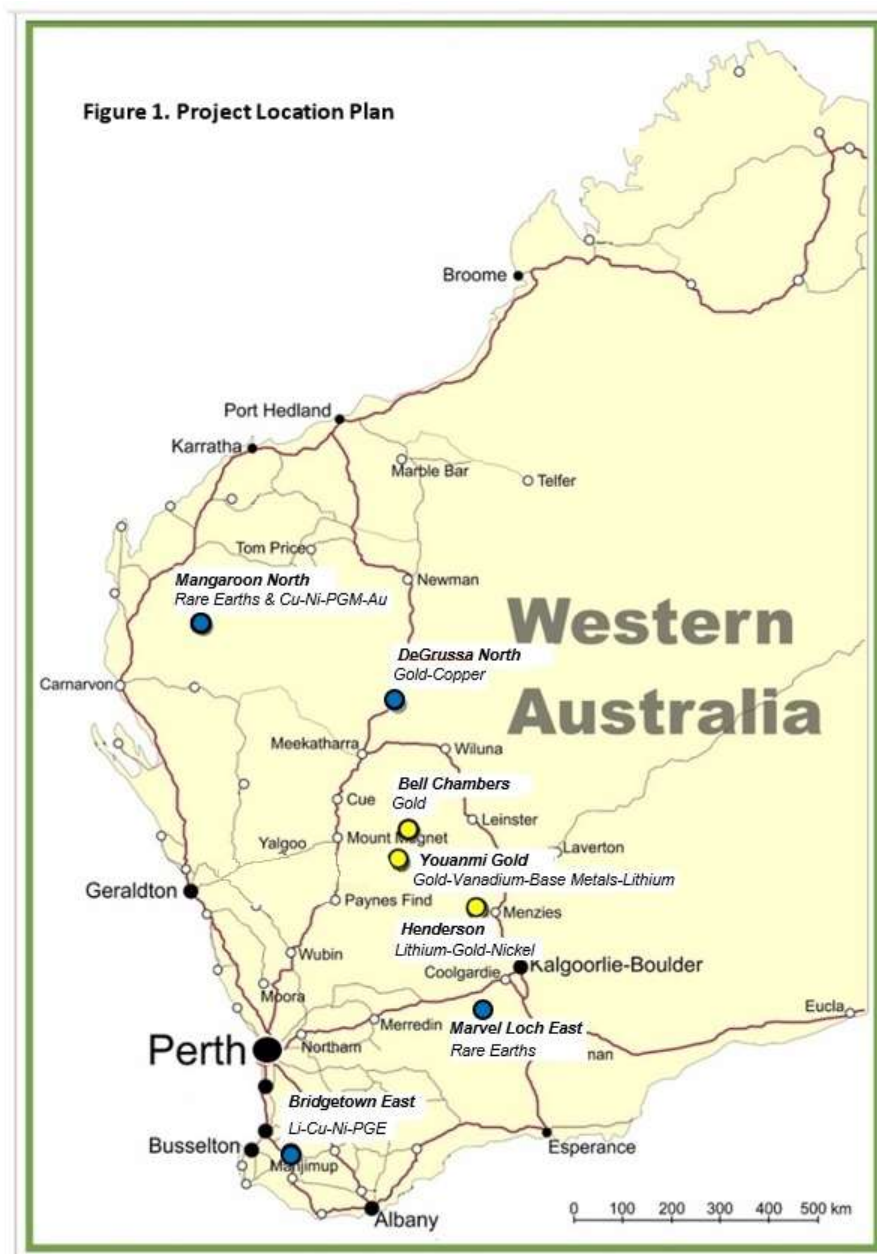 Figure 1. Project Location Plan
Broome
Port Hedland
Karratha
Marble Bar
Telfer
Tom Price
Mangaroon North
Rare Earths & Cu-Ni-PGM-Au
Newman
Western
Australia
DeGrussa North
Gold-Copper
Carnarvon
Meekatharra
Wiluna
Bell Chambers
Gold
Cue
Leinster
Yalgoo
Mount Magnet
Laverton
Youanmi Gold
Gold-Vanadium-Base Metals-Lithium
Geraldton
Paynes Find
Menzies
Henderson
Lithium-Gold-Nickel
Wubin
Kalgoorlie-Boulder
Coolgardie
Moora
Eucla
Merredin
Marvel Loch East
Rare Earths
nan
Perth
Northam
Bridgetown East
Li-Cu-Ni-PGE
Busselton
Manjimup
Esperance
Albany
0 100 200 300 400 500 km